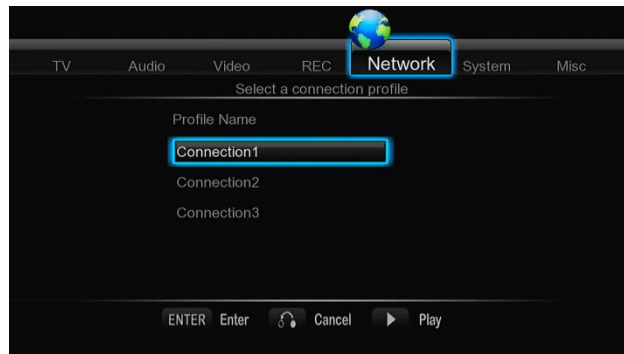 TV Audio Video REC Network System Misc
Select a connection profile
Profile Name
Connection1
Connection2
Connection3
ENTER Enter Cancel Play